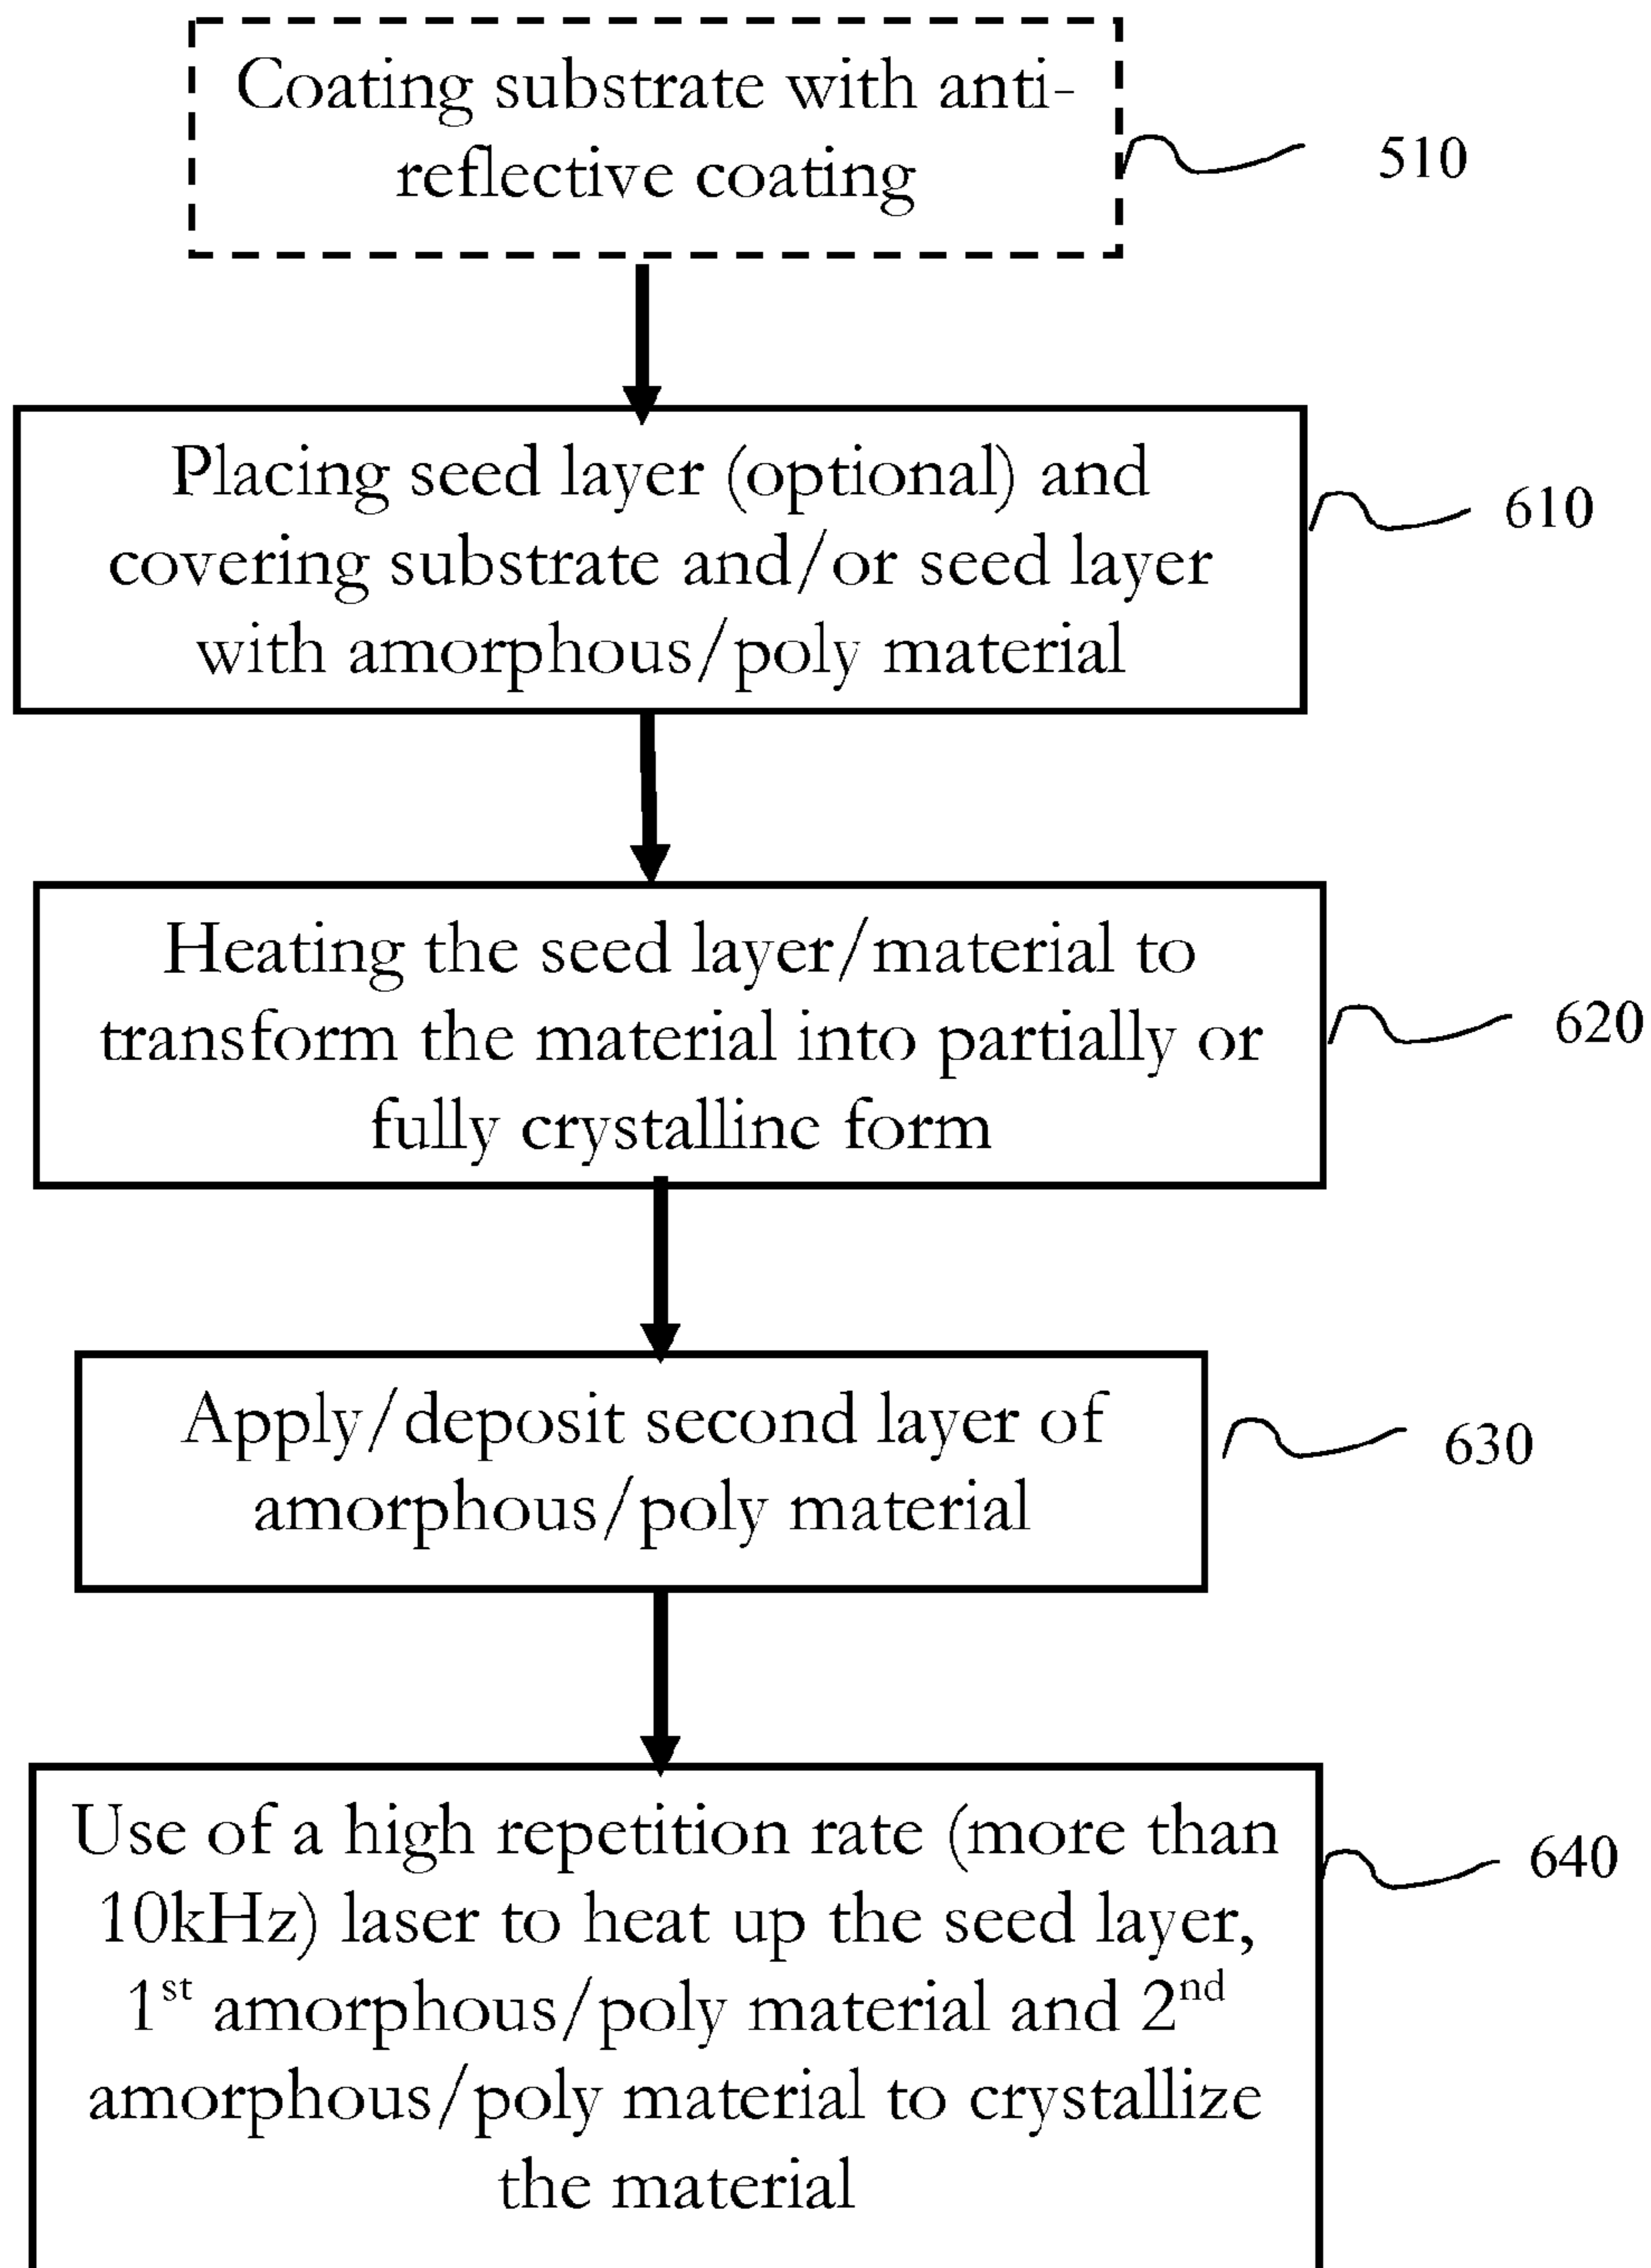 Coating substrate with anti-
reflective coating
510
Placing seed layer (optional) and
covering substrate and/or seed layer
with amorphous/poly material
610
Heating the seed layer/material to
transform the material into partially or
fully crystalline form
620
Apply/deposit second layer of
amorphous/poly material
630
Use of a high repetition rate (more than
10kHz) laser to heat up the seed layer,
1st amorphous/poly material and 2nd
amorphous/poly material to crystallize
the material
640